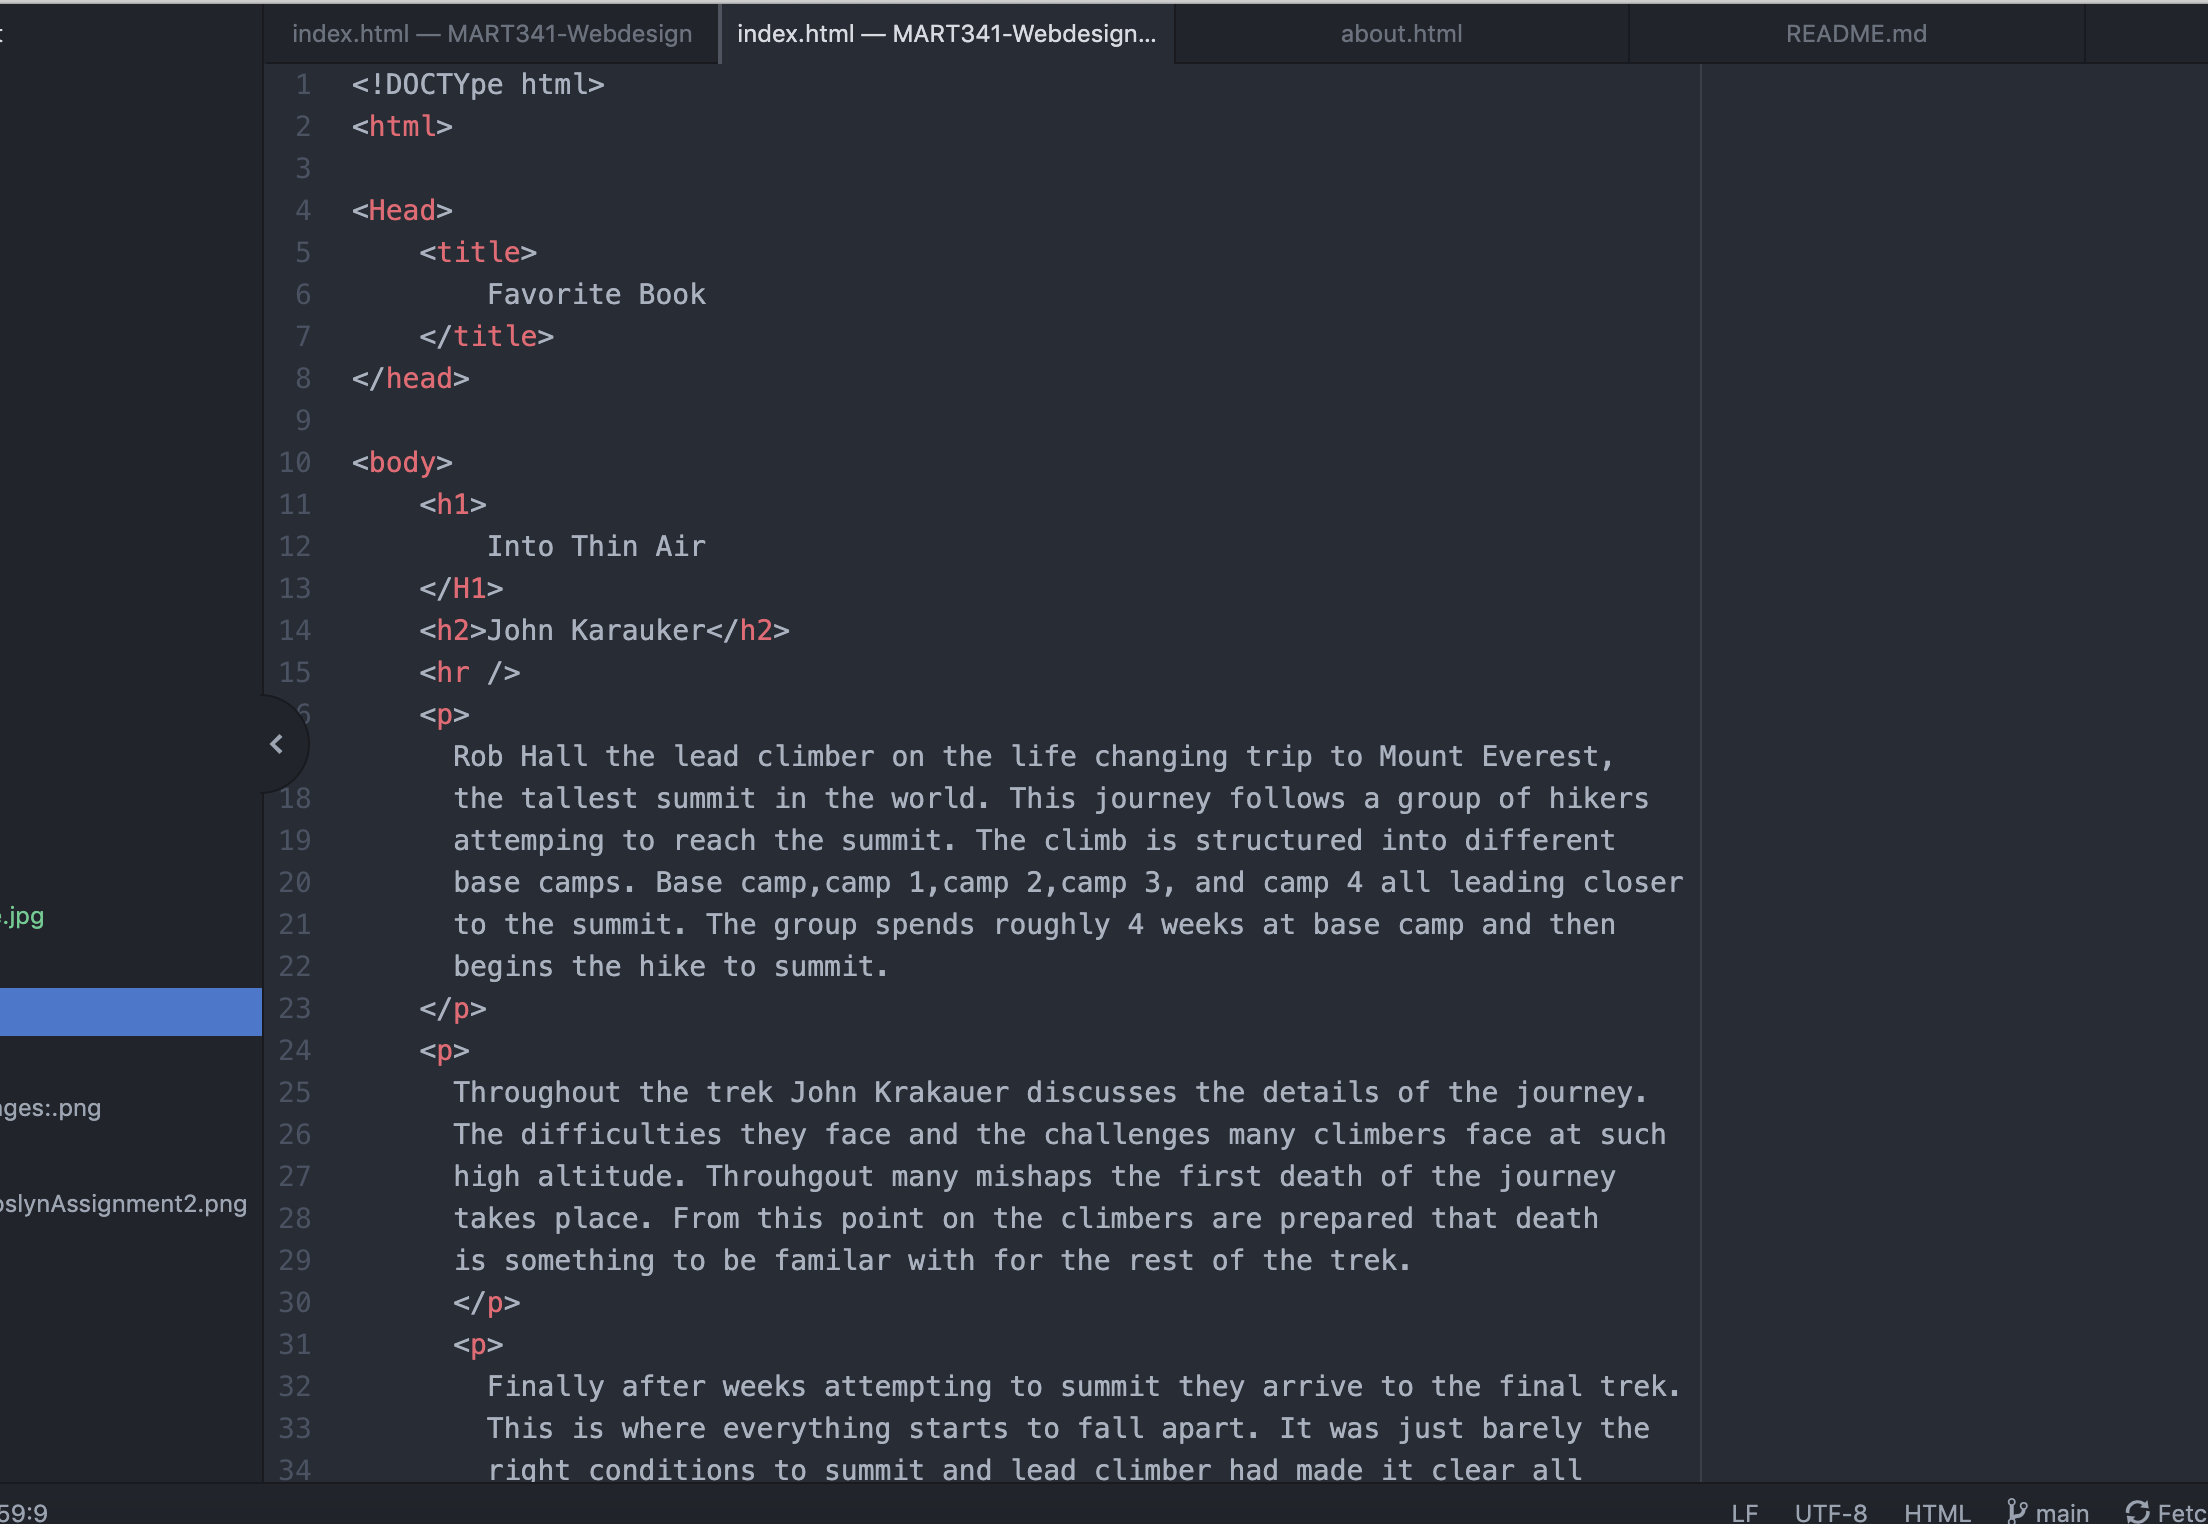 index.html — MART341-Webdesign
index.html — MART341-Webdesign...
about.html
README.md
1 <!DOCTYpe html>
2 <html>
3
4 <Head>
5 <title>
6 Favorite Book
7 </title>
8 </head>
9
10 <body>
11 <h1>
12 Into Thin Air
13 </H1>
14 <h2>John Karauker</h2>
15 <hr />
6 <p>
Rob Hall the lead climber on the life changing trip to Mount Everest,
18 the tallest summit in the world. This journey follows a group of hikers
19 attemping to reach the summit. The climb is structured into different
20 base camps. Base camp,camp 1,camp 2,camp 3, and camp 4 all leading closer
21 to the summit. The group spends roughly 4 weeks at base camp and then
22 begins the hike to summit.
23 </p>
24 <p>
25 Throughout the trek John Krakauer discusses the details of the journey.
26 The difficulties they face and the challenges many climbers face at such
27 high altitude. Throuhgout many mishaps the first death of the journey
28 takes place. From this point on the climbers are prepared that death
29 is something to be familar with for the rest of the trek.
30 </p>
31 <p>
32 Finally after weeks attempting to summit they arrive to the final trek.
33 This is where everything starts to fall apart. It was just barely the
34 right conditions to summit and lead climber had made it clear all
.jpg
ges:.png
oslynAssignment2.png
59:9
LF
UTF-8
HTML
main
Fetc